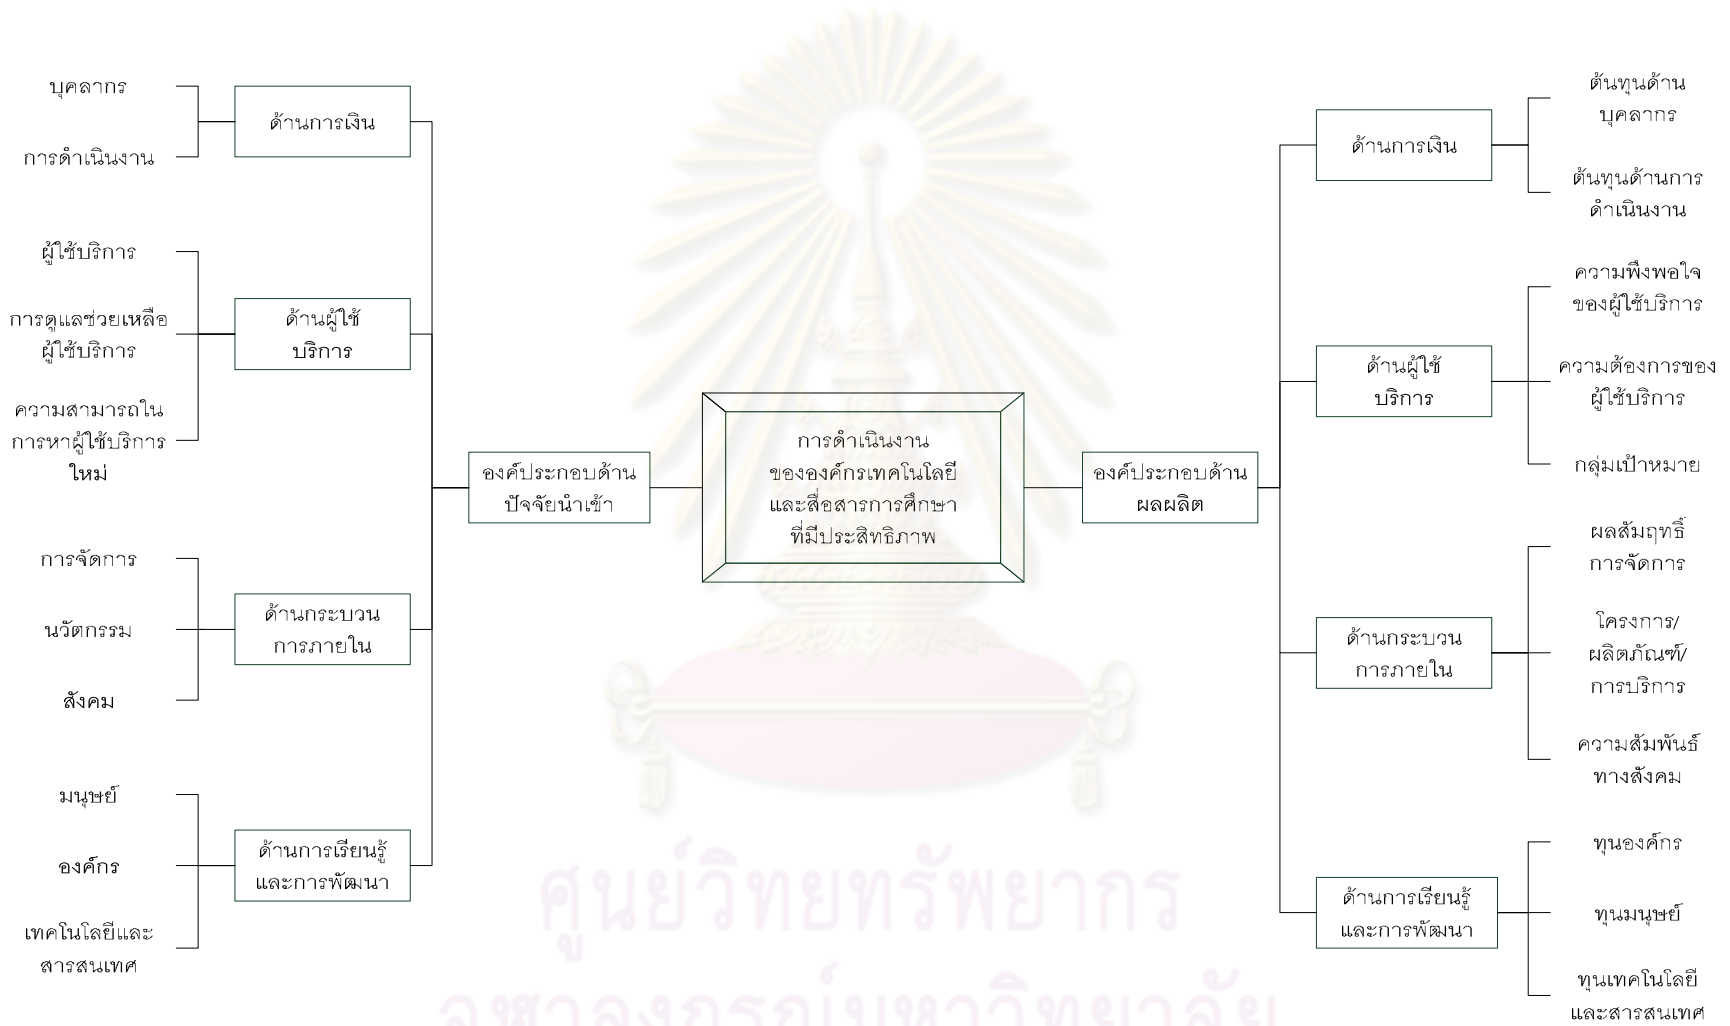 บุคลากร
การดำเนินงาน
ด้านการเงิน
ผู้ใช้บริการ
การดูแลช่วยเหลือ
ผู้ใช้บริการ
ความสามารถใน
การหาผู้ใช้บริการ
ใหม่
ด้านผู้ใช้
บริการ
การจัดการ
นวัตกรรม
สังคม
ด้านกระบวน
การภายใน
มนุษย์
องค์กร
เทคโนโลยีและ
สารสนเทศ
ด้านการเรียนรู้
และการพัฒนา
องค์ประกอบด้าน
ปัจจัยนำเข้า
การดำเนินงาน
ขององค์กรเทคโนโลยี
และสื่อสารการศึกษา
ที่มีประสิทธิภาพ
องค์ประกอบด้าน
ผลผลิต
ด้านการเงิน
ต้นทุนด้าน
บุคลากร
ต้นทุนด้านการ
ดำเนินงาน
ด้านผู้ใช้
บริการ
ความพึงพอใจ
ของผู้ใช้บริการ
ความต้องการของ
ผู้ใช้บริการ
กลุ่มเป้าหมาย
ด้านกระบวน
การภายใน
ผลสัมฤทธิ์
การจัดการ
โครงการ/
ผลิตภัณฑ์/
การบริการ
ความสัมพันธ์
ทางสังคม
ด้านการเรียนรู้
และการพัฒนา
ทุนองค์กร
ทุนมนุษย์
ทุนเทคโนโลยี
และสารสนเทศ
ศูนย์วิทยทรัพยากร
จุฬาลงกรณ์มหาวิทยาลัย